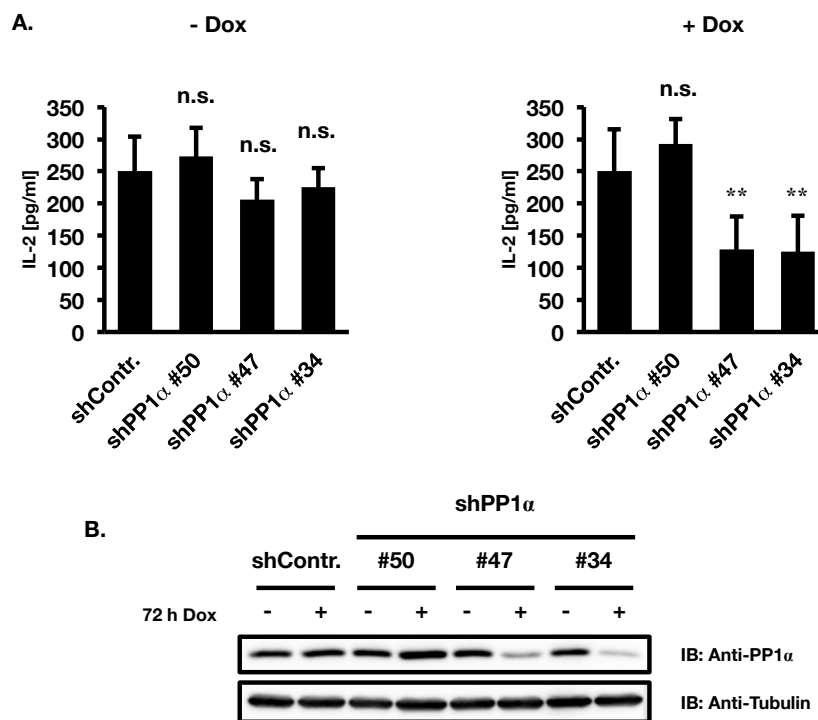 A.
- Dox
n.s.
n.s.
n.s.
350
300
250
200
150
100
50
0
IL-2 [pg/ml]
shContr.
shPP1α #50
shPP1α #47
shPP1α #34
+ Dox
n.s.
**
**
350
300
250
200
150
100
50
0
IL-2 [pg/ml]
shContr.
shPP1α #50
shPP1α #47
shPP1α #34
B.
shPP1α
shContr. #50 #47 #34
72 h Dox - + - + - + - +
IB: Anti-PP1α
IB: Anti-Tubulin